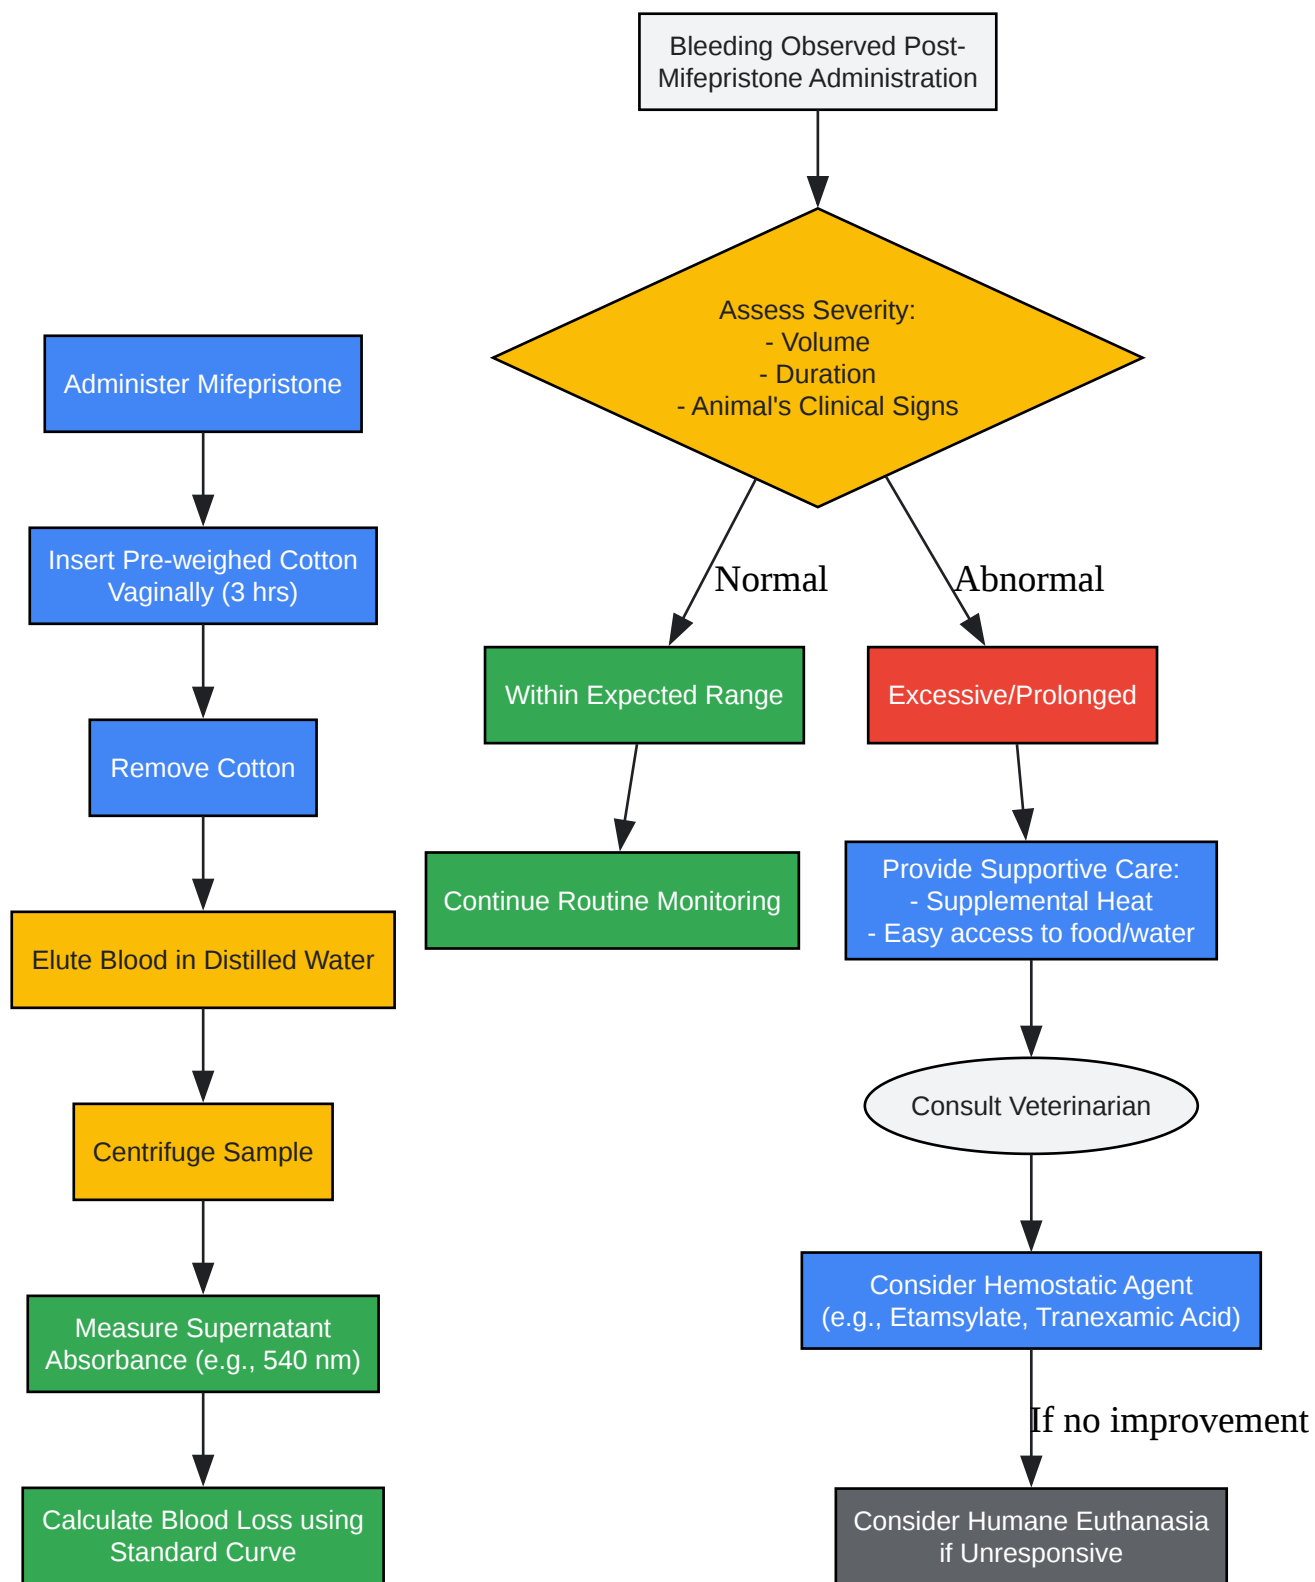 Bleeding Observed Post-
Mifepristone Administration
Assess Severity:
- Volume
- Duration
- Animal's Clinical Signs
Normal
Abnormal
Within Expected Range
Excessive/Prolonged
Continue Routine Monitoring
Provide Supportive Care:
- Supplemental Heat
- Easy access to food/water
Consult Veterinarian
Consider Hemostatic Agent
(e.g., Etamsylate, Tranexamic Acid)
If no improvement
Consider Humane Euthanasia
if Unresponsive
Administer Mifepristone
Insert Pre-weighed Cotton
Vaginally (3 hrs)
Remove Cotton
Elute Blood in Distilled Water
Centrifuge Sample
Measure Supernatant
Absorbance (e.g., 540 nm)
Calculate Blood Loss using
Standard Curve